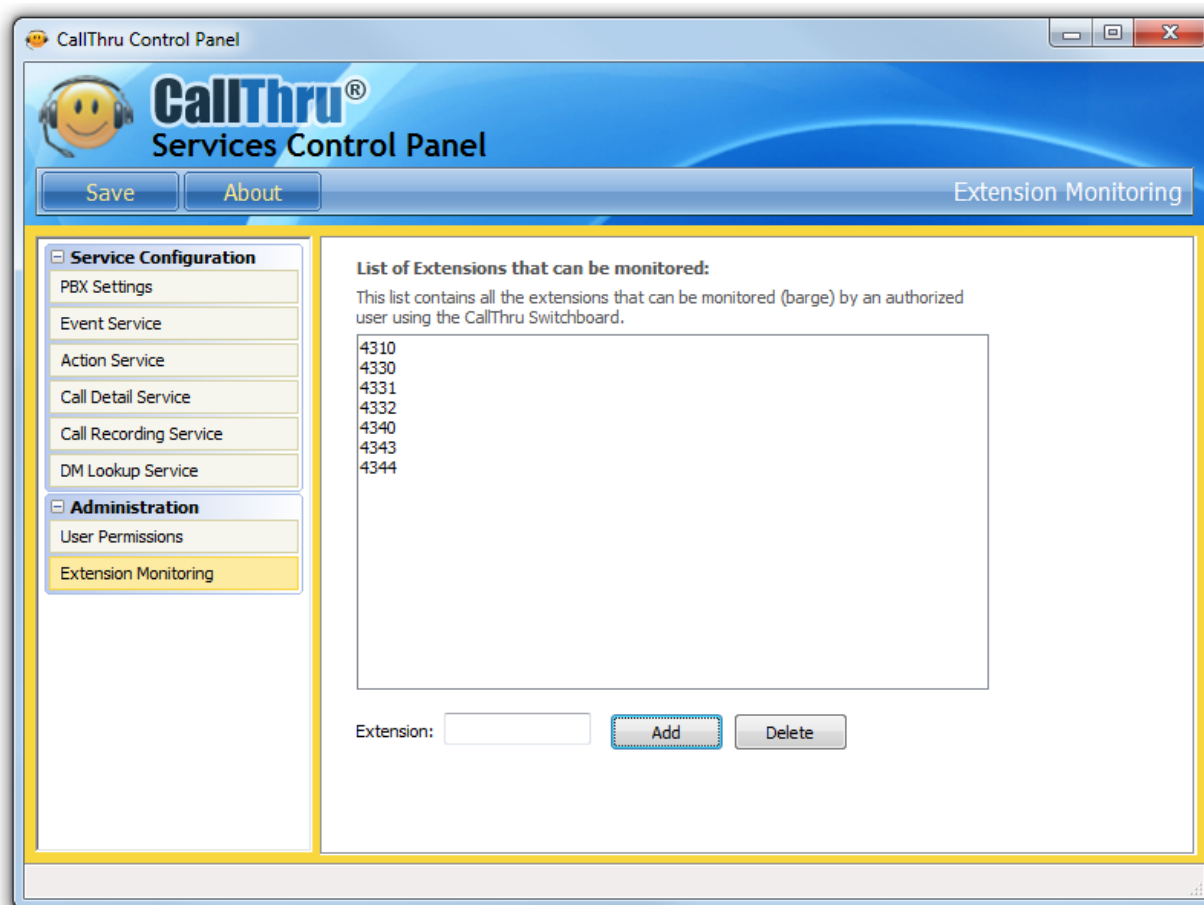 CallThru Control Panel
CallThru®
Services Control Panel
Save
About
Extension Monitoring
Service Configuration
PBX Settings
Event Service
Action Service
Call Detail Service
Call Recording Service
DM Lookup Service
Administration
User Permissions
Extension Monitoring
List of Extensions that can be monitored:
This list contains all the extensions that can be monitored (barge) by an authorized
user using the CallThru Switchboard.
4310
4330
4331
4332
4340
4343
4344
Extension:
Add
Delete